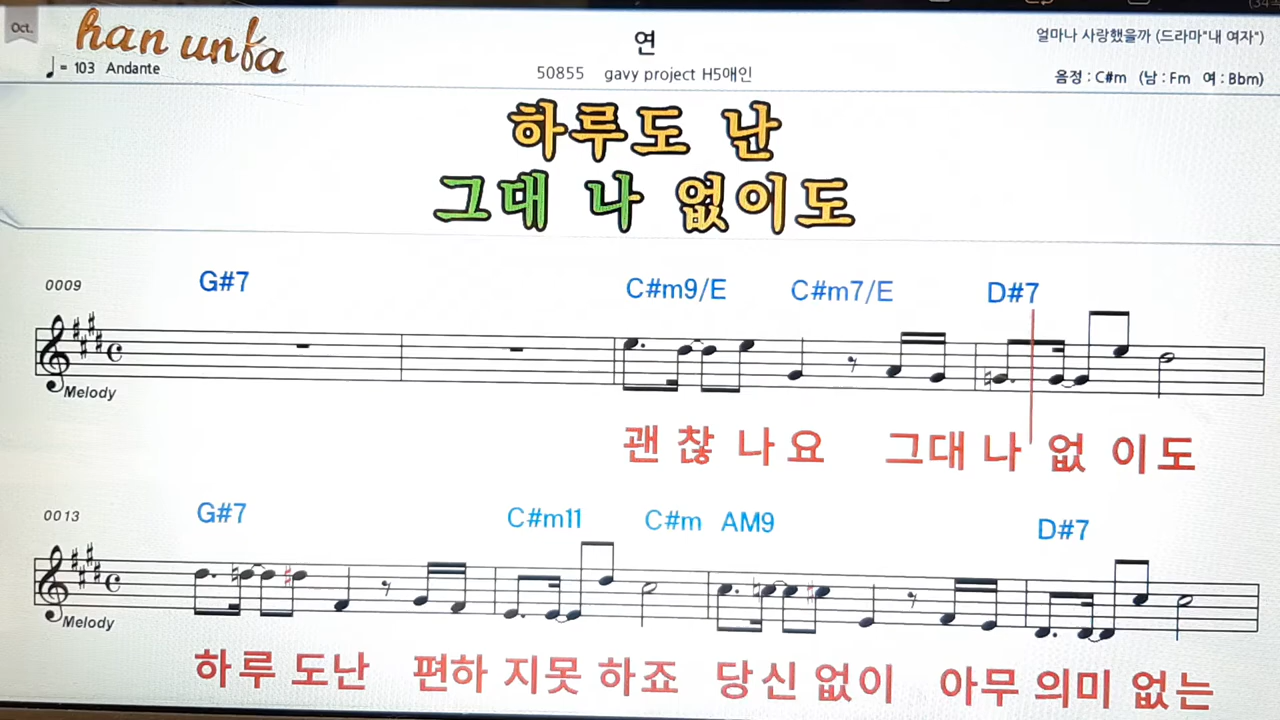 Oct.
han unfa
= 103 Andante
연
50855 gavy project H5애인
얼마나 사랑했을까 (드라마"내 여자")
음정 : C#m (남 : Fm 여 : Bbm)
하루도 난
그대 나 없이도
0009 G#7 C#m9/E C#m7/E D#7
Melody
괜 찮 나 요 그대 나 없 이 도
0013 G#7 C#m11 C#m AM9 D#7
Melody
하루 도난 편하 지못 하죠 당신 없이 아무 의미 없는